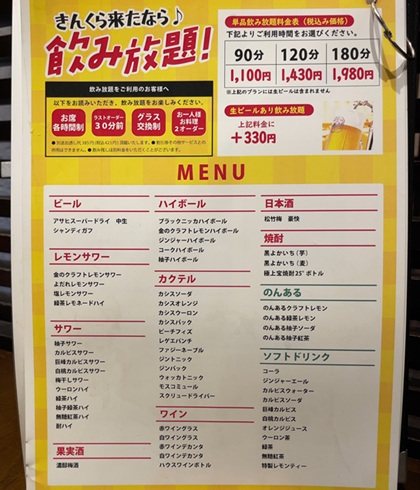 きんくら来たなら♪
飲み放題!
飲み放題をご利用のお客様へ
以下をお読みいただき、飲み放題をお楽しみください。
お席
各時間制
ラストオーダー
30分前
グラス
交換制
お一人様
お料理
2オーダー
単品飲み放題料金表(税込み価格)
下記よりご利用時間をお選びください。
90分 120分 180分
1,100円 1,430円 1,980円
※上記のプランには生ビールは含まれません
生ビールあり飲み放題
上記料金に
+330円
MENU
ビール
アサヒスーパードライ 中生
シャンディガフ
レモンサワー
金のクラフトレモンサワー
よだれレモンサワー
塩レモンサワー
緑茶レモネードハイ
サワー
柚子サワー
カルピスサワー
巨峰カルピスサワー
白桃カルピスサワー
梅干しサワー
ウーロンハイ
緑茶ハイ
柚子緑茶ハイ
無糖紅茶ハイ
酎ハイ
果実酒
濃醇梅酒
ハイボール
ブラックニッカハイボール
金のクラフトレモンハイボール
ジンジャーハイボール
コークハイボール
柚子ハイボール
カクテル
カシスソーダ
カシスオレンジ
カシスウーロン
カシスバック
ピーチフィズ
レゲエパンチ
ファジーネーブル
ジントニック
ジンバック
ウォッカトニック
モスコミュール
スクリュードライバー
ワイン
赤ワイングラス
白ワイングラス
赤ワインデカンタ
白ワインデカンタ
ハウスワインボトル
日本酒
松竹梅 豪快
焼酎
黒よかいち(芋)
黒よかいち(麦)
極上宝焼酎25°ボトル
のんある
のんあるクラフトレモン
のんある緑茶レモン
のんある柚子ソーダ
のんある柚子紅茶
ソフトドリンク
コーラ
ジンジャーエール
カルピスウォーター
カルピスソーダ
巨峰カルピス
白桃カルピス
オレンジジュース
ウーロン茶
緑茶
無糖紅茶
特製レモンティー